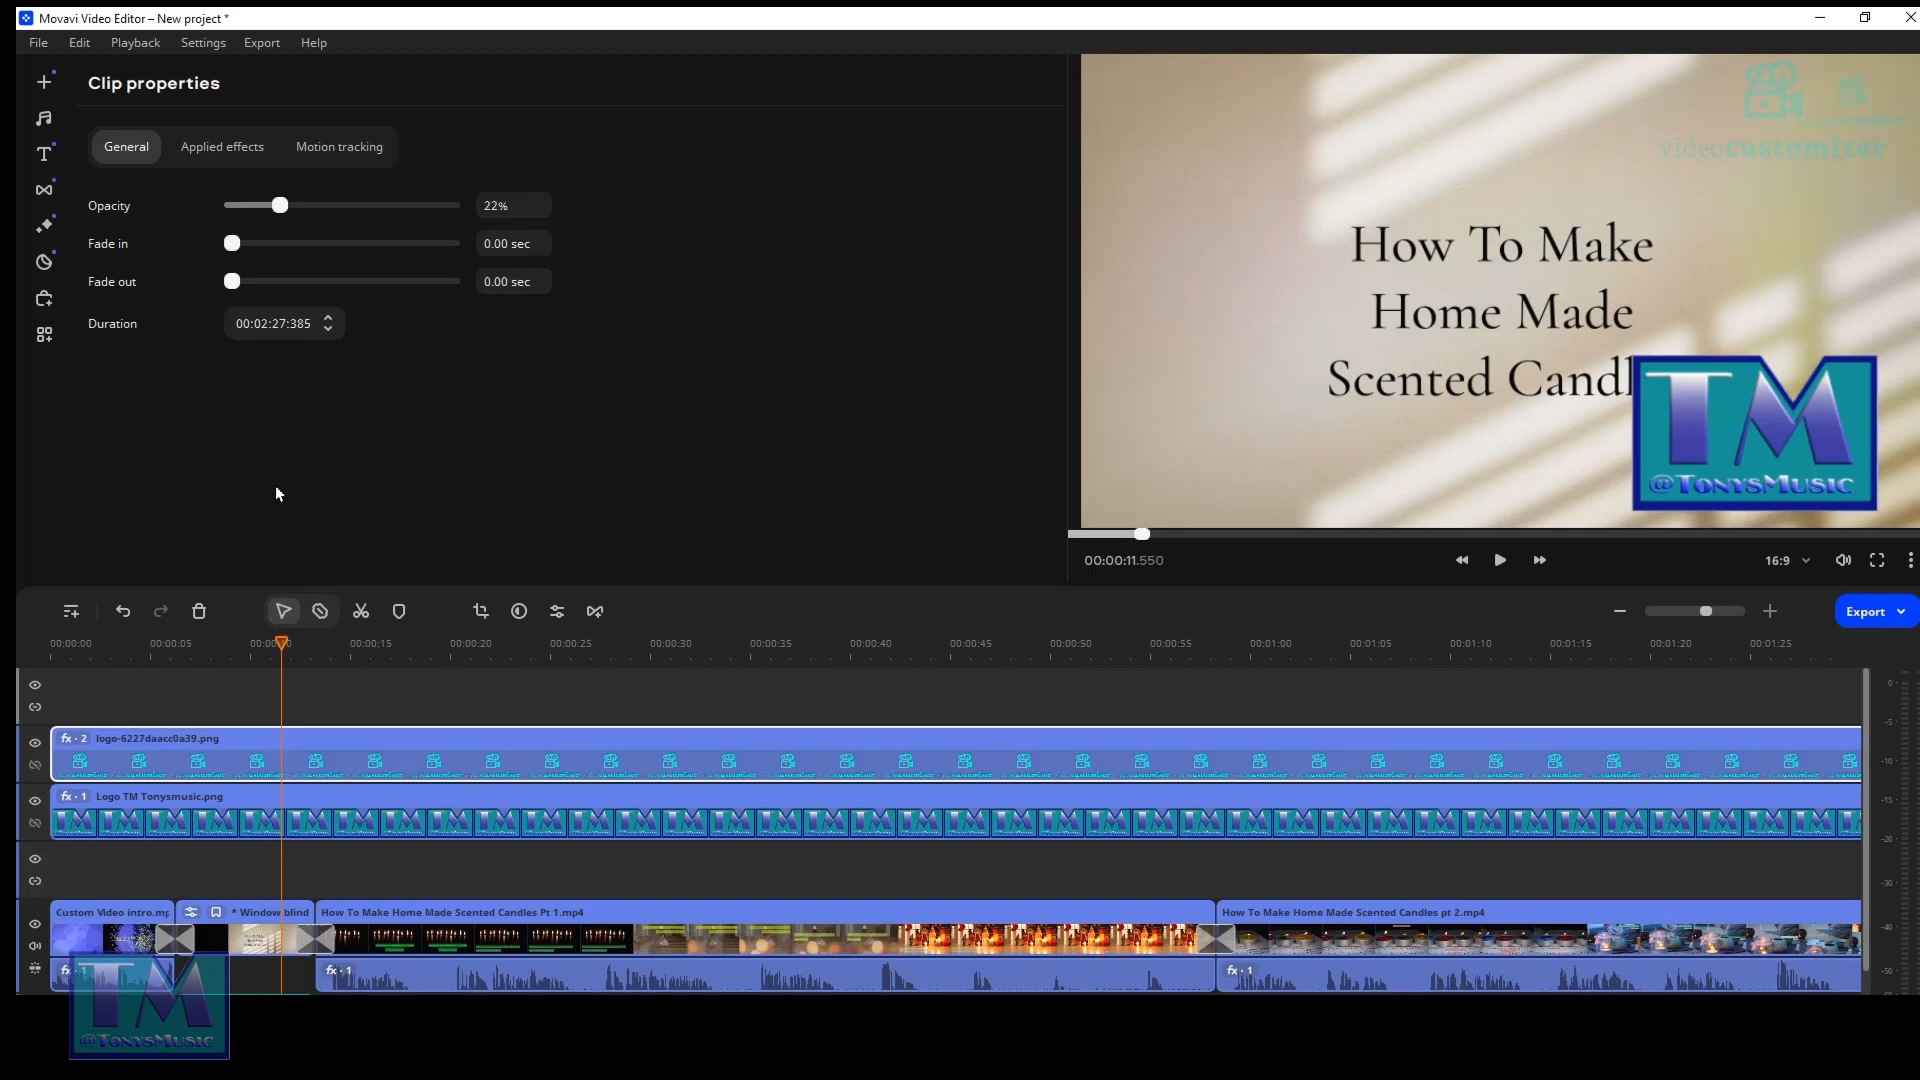 Movavi Video Editor – New project *
File Edit Playback Settings Export Help
Clip properties
General Applied effects Motion tracking
Opacity 22%
Fade in 0.00 sec
Fade out 0.00 sec
Duration 00:02:27:385
videocustomizer
How To Make
Home Made
Scented Candl
TM
@TonysMusic
00:00:11.550
16:9
Export
00:00:00 00:00:05 00:00:15 00:00:20 00:00:25 00:00:30 00:00:35 00:00:40 00:00:45 00:00:50 00:00:55 00:01:00 00:01:05 00:01:10 00:01:15 00:01:20 00:01:25
fx · 2 logo-6227daacc0a39.png
fx · 1 Logo TM Tonysmusic.png
Custom Video intro.mp * Window blind How To Make Home Made Scented Candles Pt 1.mp4 How To Make Home Made Scented Candles pt 2.mp4
fx · 1 fx · 1 fx · 1
0
-5
-10
-15
-20
-30
-40
-50
TM
@TonysMusic